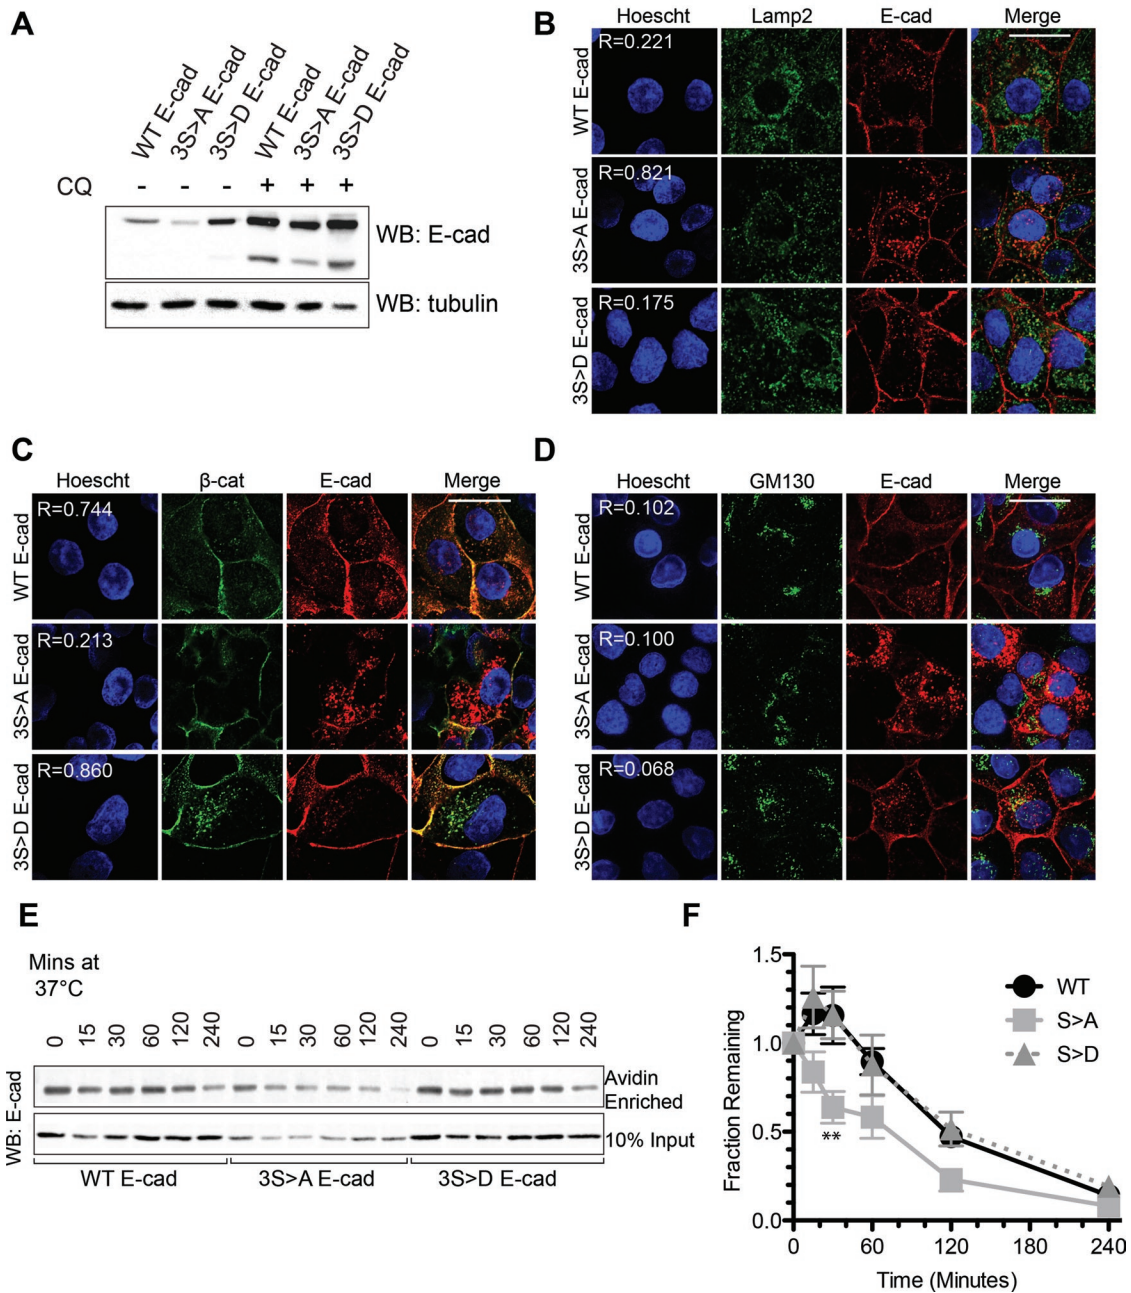 A
WT E-cad
3S>A E-cad
3S>D E-cad
WT E-cad
3S>A E-cad
3S>D E-cad
CQ - - - + + +
WB: E-cad
WB: tubulin
B
Hoescht Lamp2 E-cad Merge
WT E-cad
R=0.221
3S>A E-cad
R=0.821
3S>D E-cad
R=0.175
C
Hoescht β-cat E-cad Merge
WT E-cad
R=0.744
3S>A E-cad
R=0.213
3S>D E-cad
R=0.860
D
Hoescht GM130 E-cad Merge
WT E-cad
R=0.102
3S>A E-cad
R=0.100
3S>D E-cad
R=0.068
E
Mins at
37°C
0 15 30 60 120 240 0 15 30 60 120 240 0 15 30 60 120 240
WB: E-cad
Avidin
Enriched
10% Input
WT E-cad 3S>A E-cad 3S>D E-cad
F
Fraction Remaining
1.5
1.0
0.5
0.0
**
WT
S>A
S>D
0 60 120 180 240
Time (Minutes)